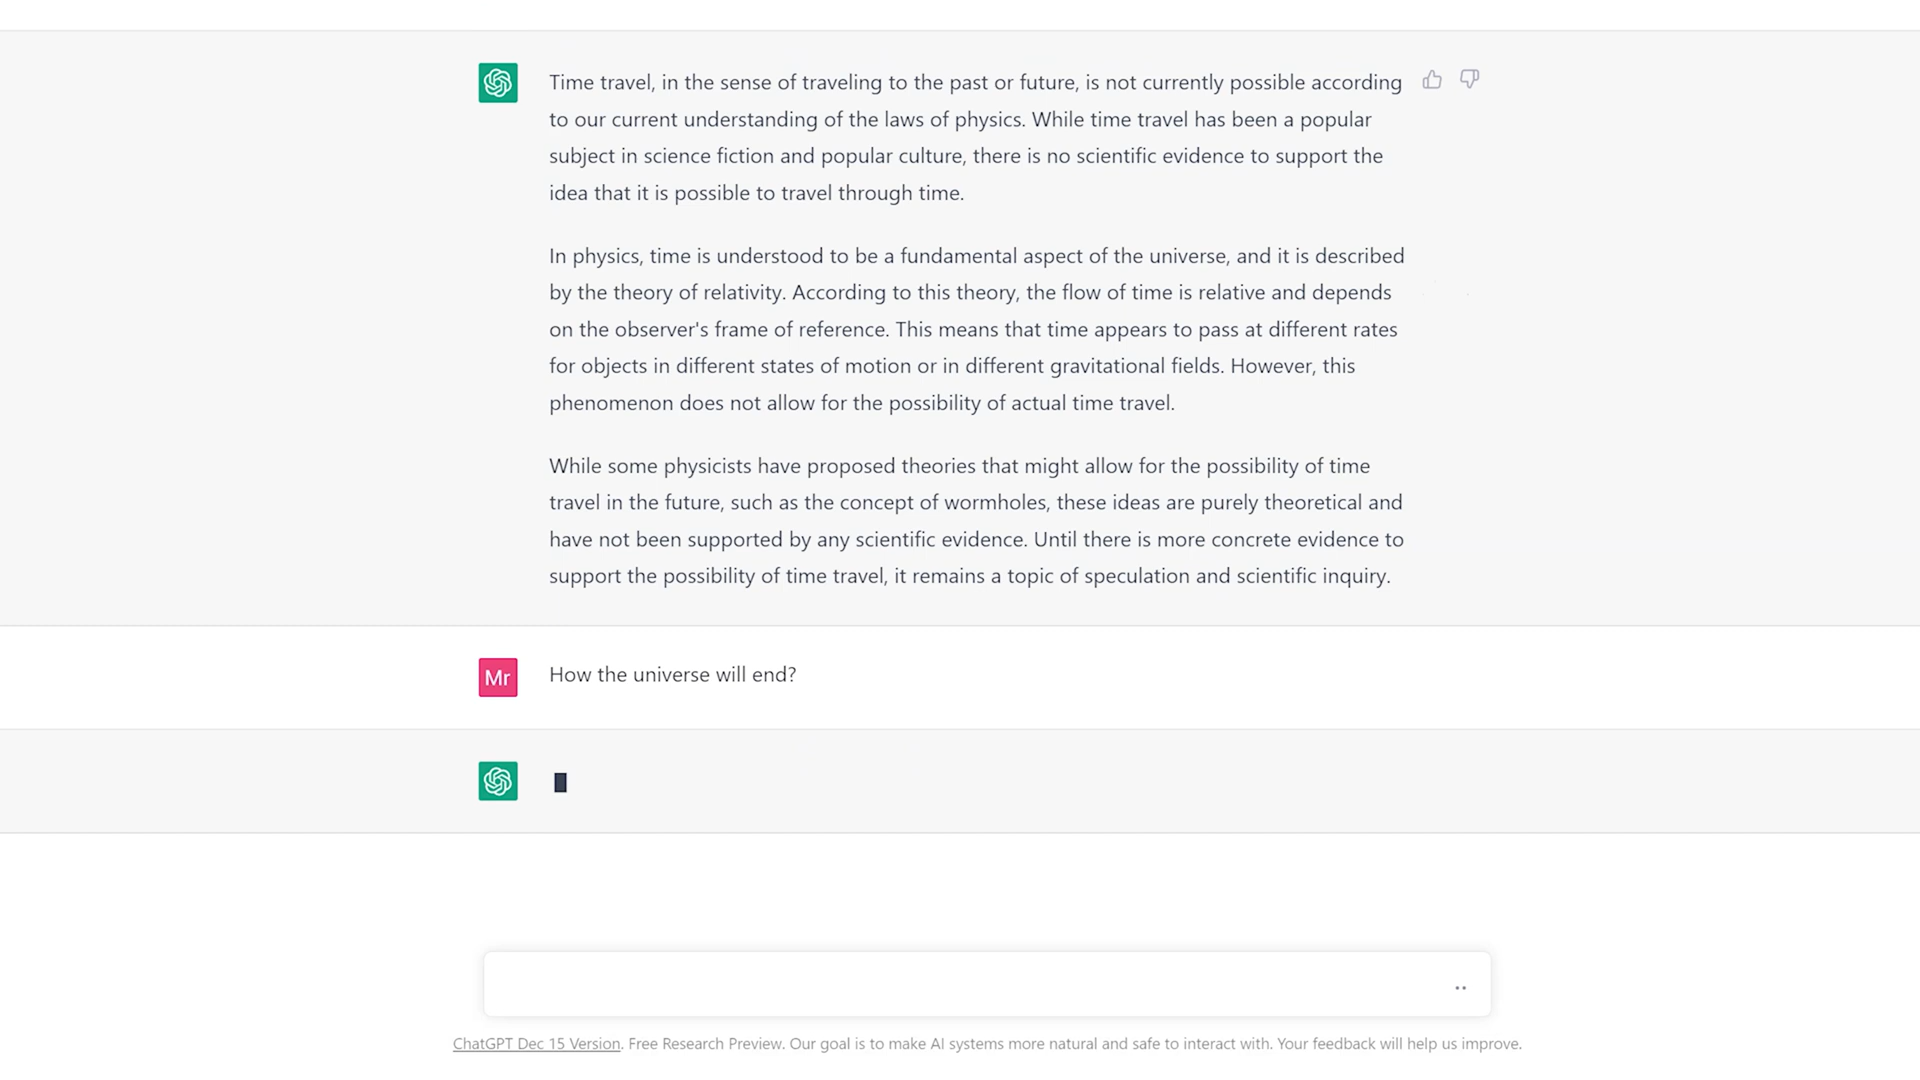 Time travel, in the sense of traveling to the past or future, is not currently possible according
to our current understanding of the laws of physics. While time travel has been a popular
subject in science fiction and popular culture, there is no scientific evidence to support the
idea that it is possible to travel through time.
In physics, time is understood to be a fundamental aspect of the universe, and it is described
by the theory of relativity. According to this theory, the flow of time is relative and depends
on the observer's frame of reference. This means that time appears to pass at different rates
for objects in different states of motion or in different gravitational fields. However, this
phenomenon does not allow for the possibility of actual time travel.
While some physicists have proposed theories that might allow for the possibility of time
travel in the future, such as the concept of wormholes, these ideas are purely theoretical and
have not been supported by any scientific evidence. Until there is more concrete evidence to
support the possibility of time travel, it remains a topic of speculation and scientific inquiry.
Mr
How the universe will end?
ChatGPT Dec 15 Version. Free Research Preview. Our goal is to make AI systems more natural and safe to interact with. Your feedback will help us improve.